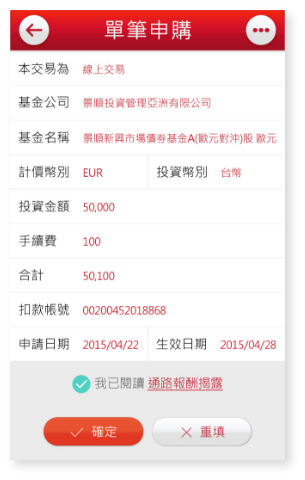 單筆申購
本交易為 線上交易
基金公司 景順投資管理亞洲有限公司
基金名稱 景順新興市場債券基金A(歐元對沖)股 歐元
計價幣別 EUR 投資幣別 台幣
投資金額 50,000
手續費 100
合計 50,100
扣款帳號 00200452018868
申請日期 2015/04/22 生效日期 2015/04/28
我已閱讀 通路報酬揭露
確定 重填